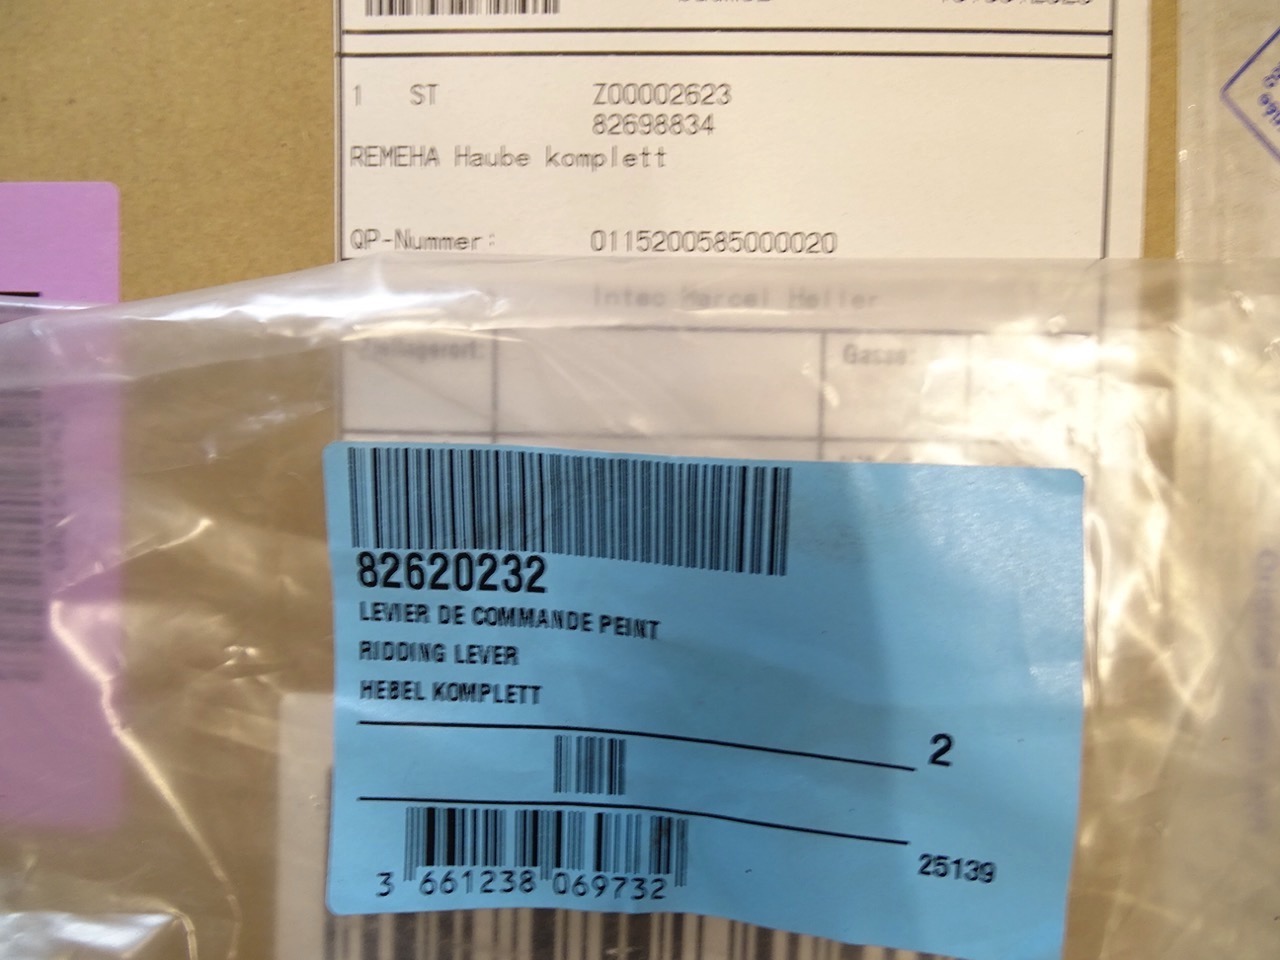 1 ST Z00002623
82698834
REMEHA Haube komplett
QP-Nummer: 0115200585000020
Intec Marcel Heller
Gasse:
82620232
LEVIER DE COMMANDE PEINT
RIDDING LEVER
HEBEL KOMPLETT
2
25139
3 661238 069732